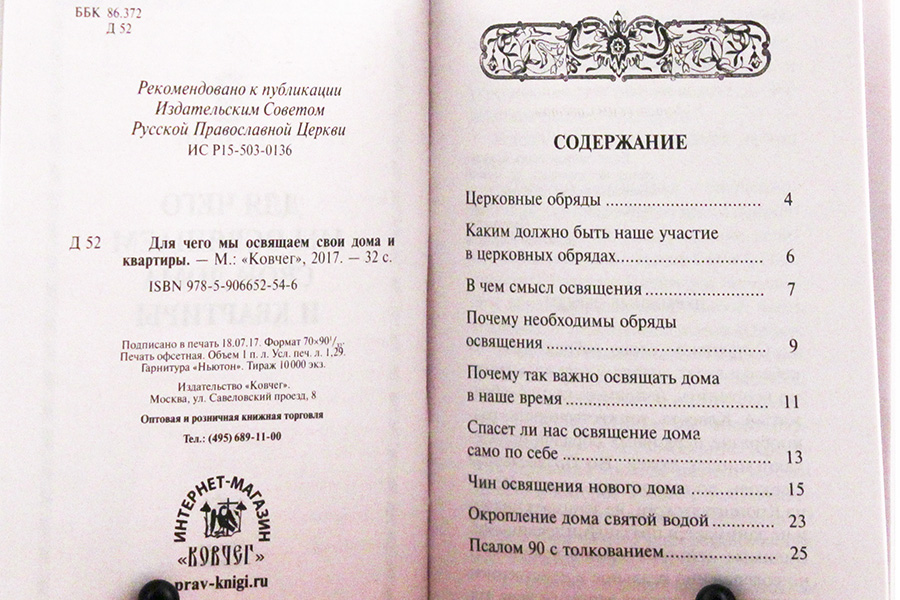 ББК 86.372
Д 52
Рекомендовано к публикации
Издательским Советом
Русской Православной Церкви
ИС Р15-503-0136
Д 52 Для чего мы освящаем свои дома и
квартиры. — М.: «Ковчег», 2017. — 32 с.
ISBN 978-5-906652-54-6
Подписано в печать 18.07.17. Формат 70×90¹/
Печать офсетная. Объем 1 п. л. Усл. печ. л. 1,29.
Гарнитура «Ньютон». Тираж 10 000 экз.
Издательство «Ковчег».
Москва, ул. Савеловский проезд, 8
Оптовая и розничная книжная торговля
Тел.: (495) 689-11-00
ИНТЕРНЕТ-МАГАЗИН
«КОВЧЕГ»
prav-knigi.ru
СОДЕРЖАНИЕ
Церковные обряды ........................ 4
Каким должно быть наше участие
в церковных обрядах........................ 6
В чем смысл освящения ........................ 7
Почему необходимы обряды
освящения ........................ 9
Почему так важно освящать дома
в наше время ........................ 11
Спасет ли нас освящение дома
само по себе ........................ 13
Чин освящения нового дома ................ 15
Окропление дома святой водой ............ 23
Псалом 90 с толкованием.................... 25